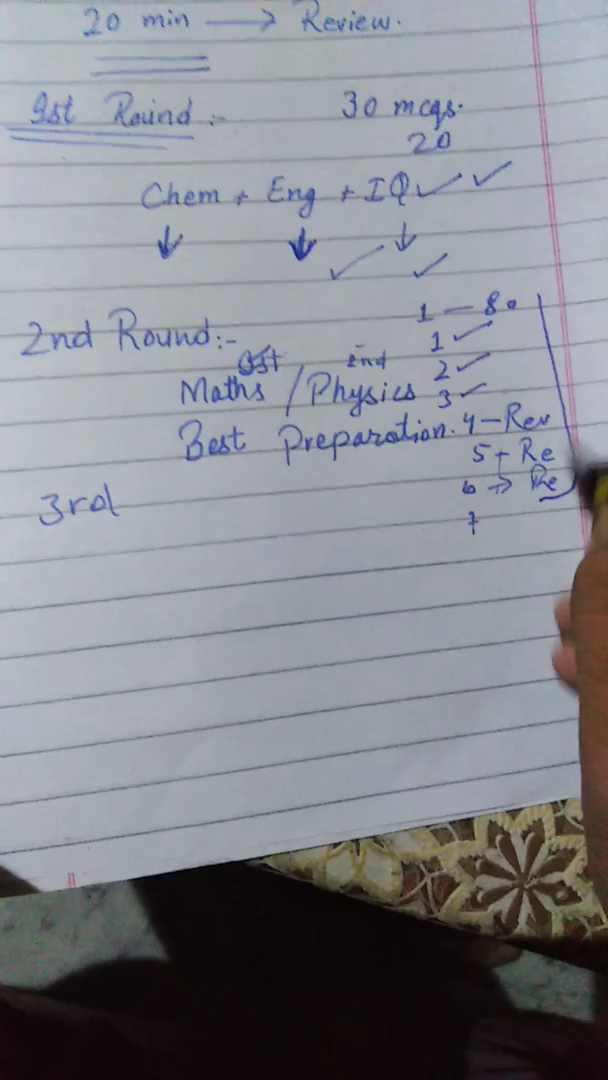 20 min → Review.
1st Round :-
30 mcqs.
20
Chem + Eng + IQ ✓ ✓
↓ ↓ ↓
✓ ✓
2nd Round:-
1st 2nd
Maths / Physics
Best Preparation.
1 — 80
1 ✓
2 ✓
3 ✓
4 – Rev
5 → Re
6 → Re
7
3rd